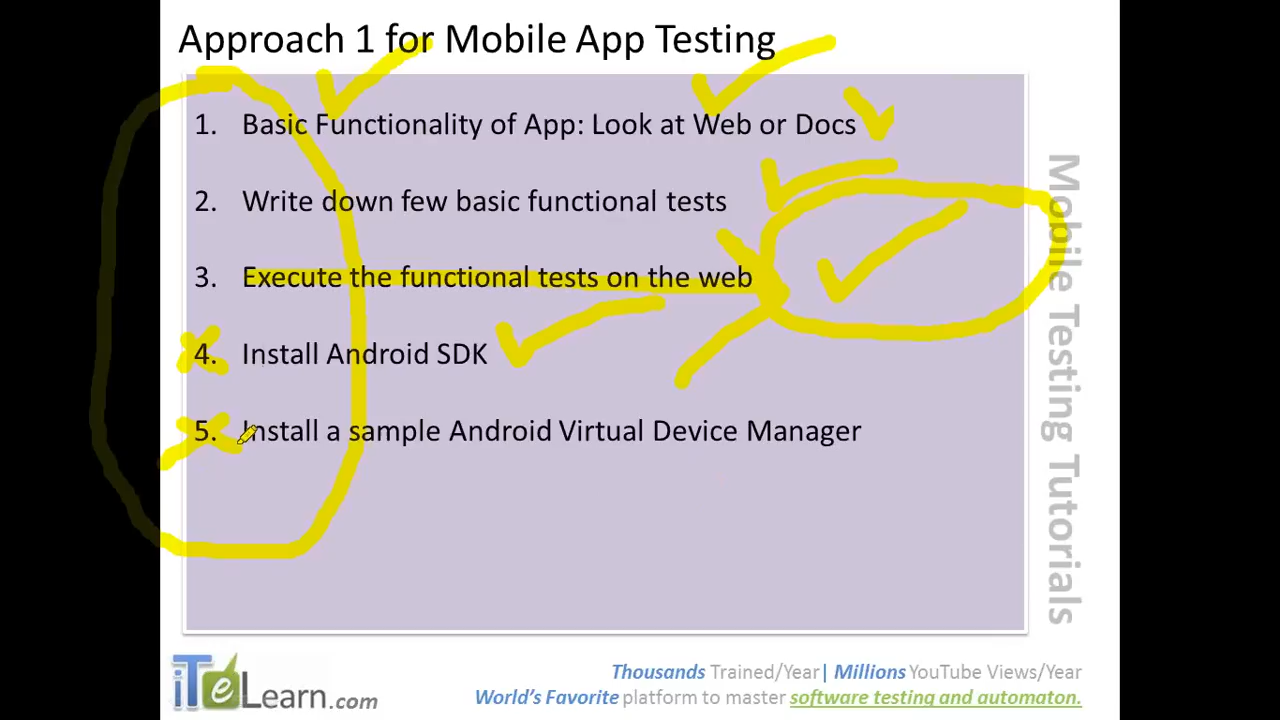 Approach 1 for Mobile App Testing
1. Basic Functionality of App: Look at Web or Docs
2. Write down few basic functional tests
3. Execute the functional tests on the web
4. Install Android SDK
5. Install a sample Android Virtual Device Manager
Mobile Testing Tutorials
iTeLearn.com
Thousands Trained/Year| Millions YouTube Views/Year
World's Favorite platform to master software testing and automaton.